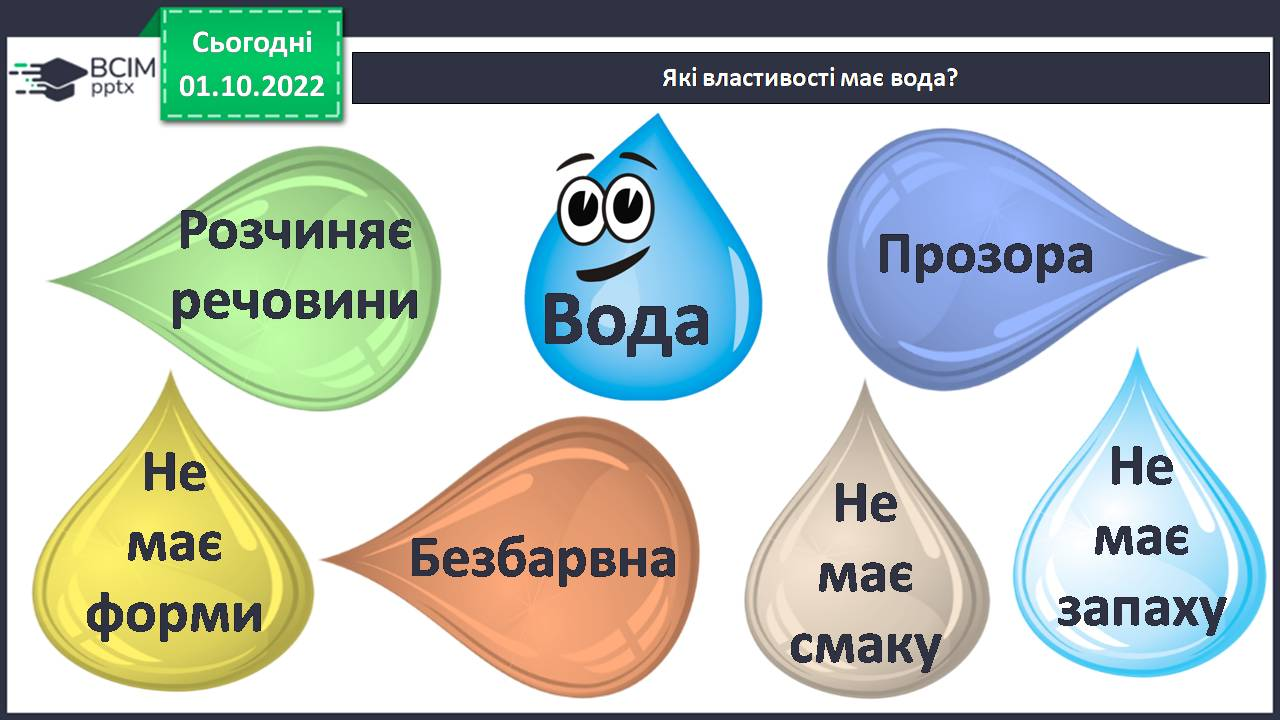 Сьогодні
01.10.2022
ВСІМ
pptx
Які властивості має вода?
Розчиняє
речовини
Вода
Прозора
Не
має
форми
Безбарвна
Не
має
смаку
Не
має
запаху